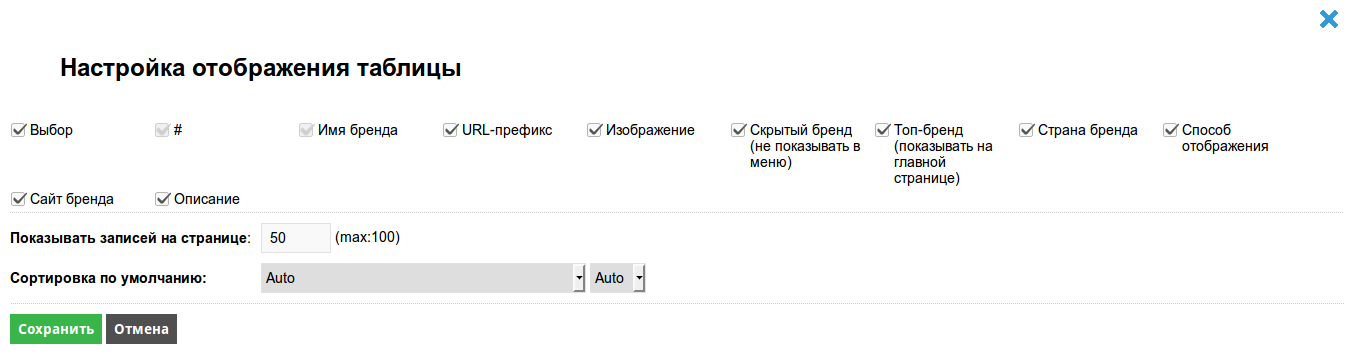 Настройка отображения таблицы
Выбор # Имя бренда URL-префикс Изображение Скрытый бренд Топ-бренд Страна бренда Способ
(не показывать в (показывать на отображения
меню) главной
странице)
Сайт бренда Описание
Показывать записей на странице: 50 (max:100)
Сортировка по умолчанию: Auto Auto
Сохранить Отмена